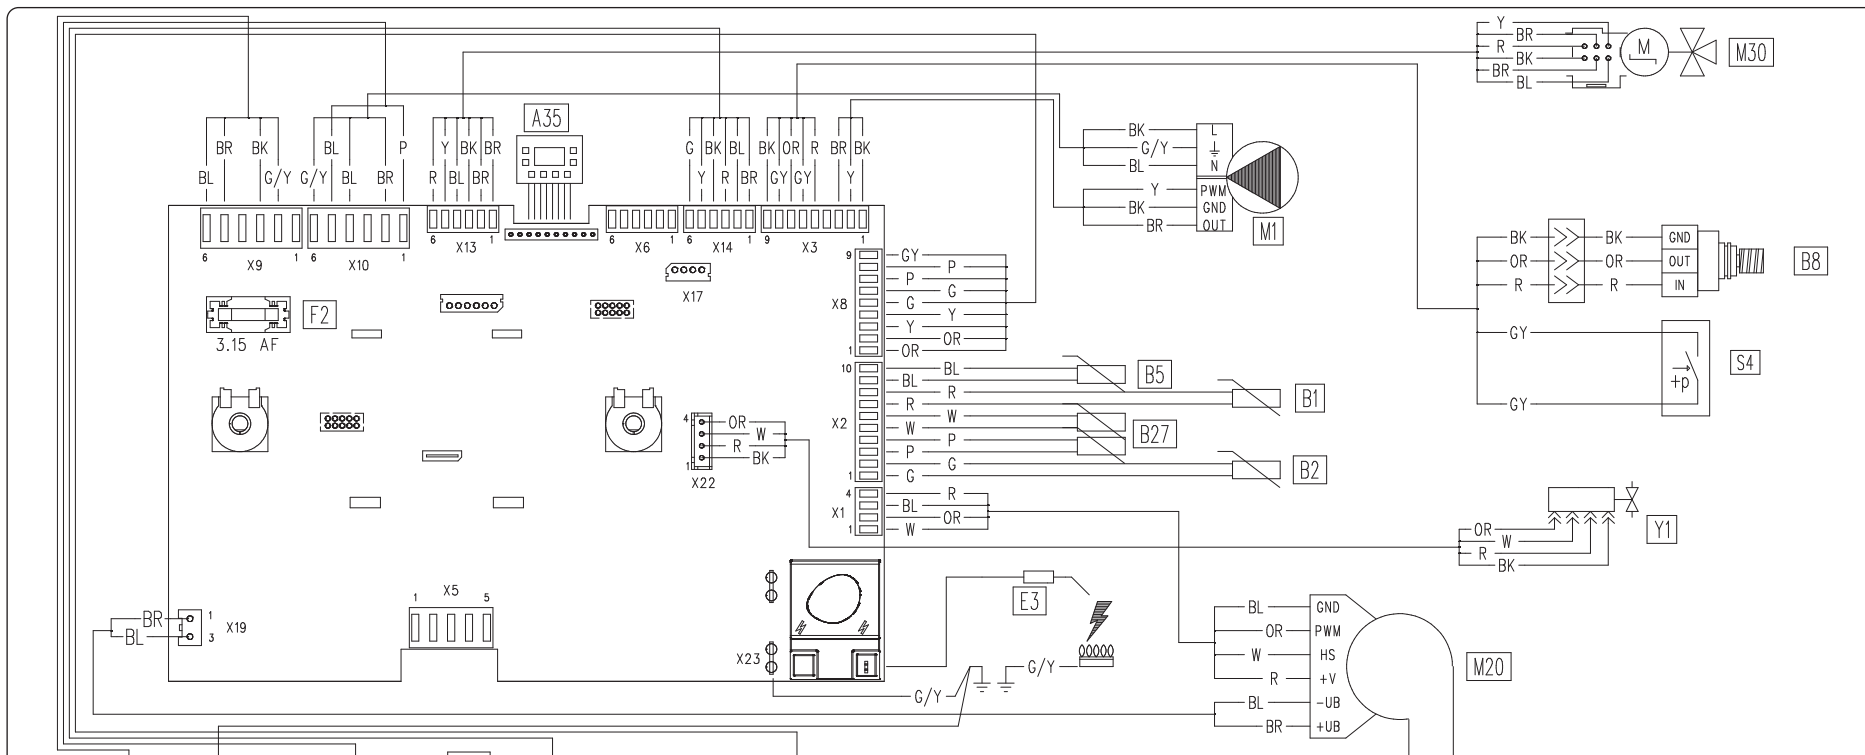 Y
BR
R
BK
BR
BL
M
M30
A35
BR BK
BL G/Y
BL P
G/Y BL BR
Y BK BR
R BL BR
G BK BL
Y R BR
BK OR R
GY GY
BR BK
Y
BK
G/Y
BL
L
N
Y
BK
BR
PWM
GND
OUT
M1
6 X9 1
6 X10 1
6 X13 1
6 X6 1
6 X14 1
9 X3 1
X17
F2
3.15 AF
9
X8
1
GY
P
P
G
G
Y
Y
OR
OR
BK BK GND
OR OR OUT
R R IN
B8
GY
+p
S4
GY
10
X2
1
BL
BL
R
R
W
W
P
P
G
G
B5
B1
B27
B2
4
1
X22
OR
W
R
BK
4
X1
1
R
BL
OR
W
OR
W
R
BK
Y1
BR 1
BL 3
X19
1 X5 5
X23
E3
G/Y
G/Y
BL GND
OR PWM
W HS
R +V
BL -UB
BR +UB
M20